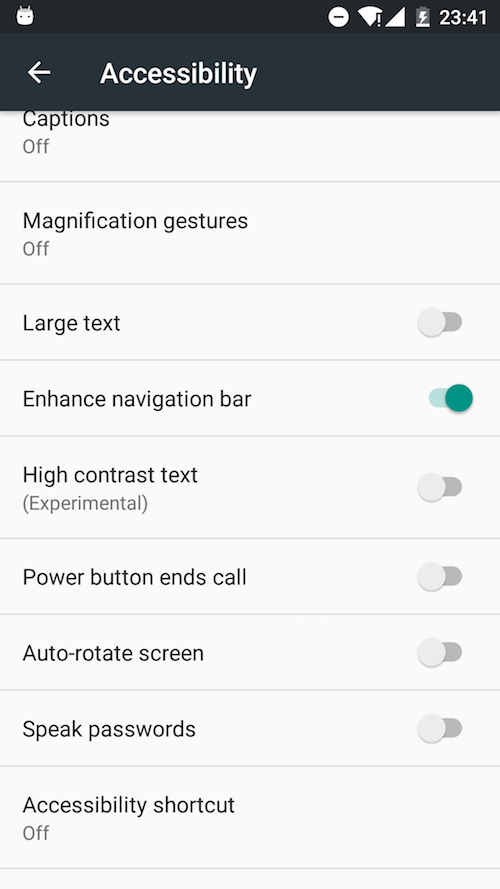 23:41
Accessibility
Captions
Off
Magnification gestures
Off
Large text
Enhance navigation bar
High contrast text
(Experimental)
Power button ends call
Auto-rotate screen
Speak passwords
Accessibility shortcut
Off